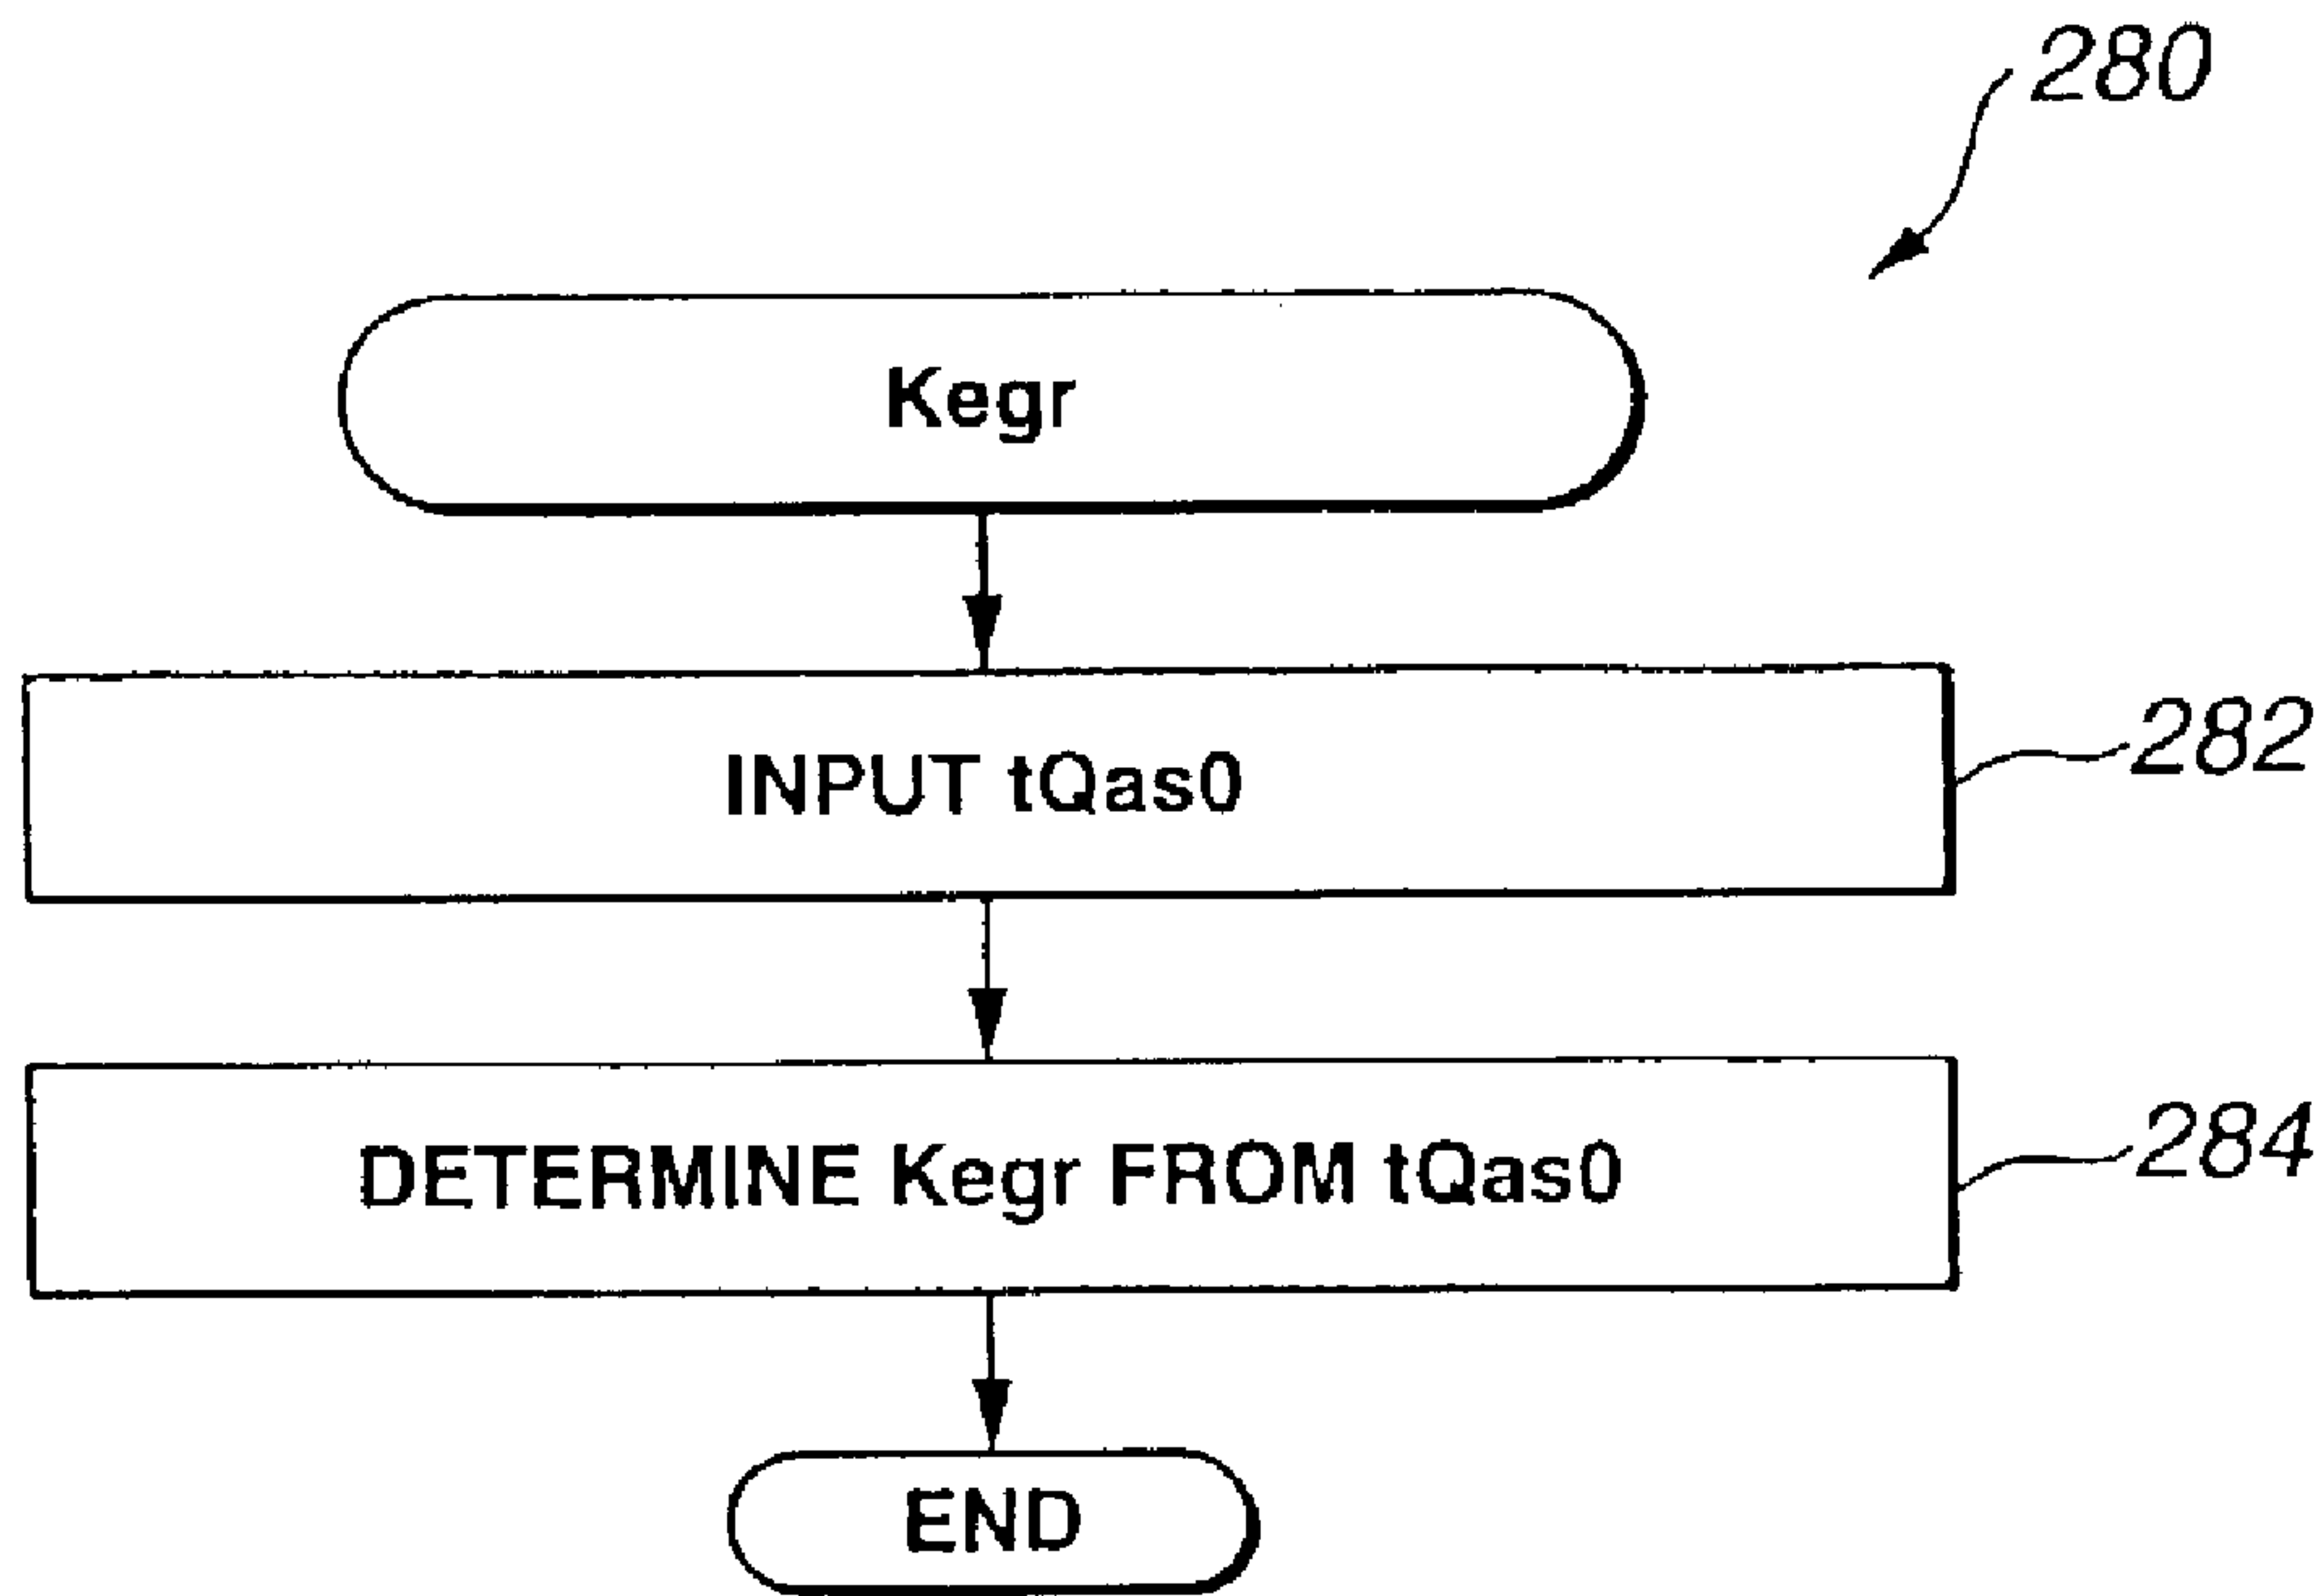 280
Kegr
INPUT tQas0
282
DETERMINE Kegr FROM tQas0
284
END